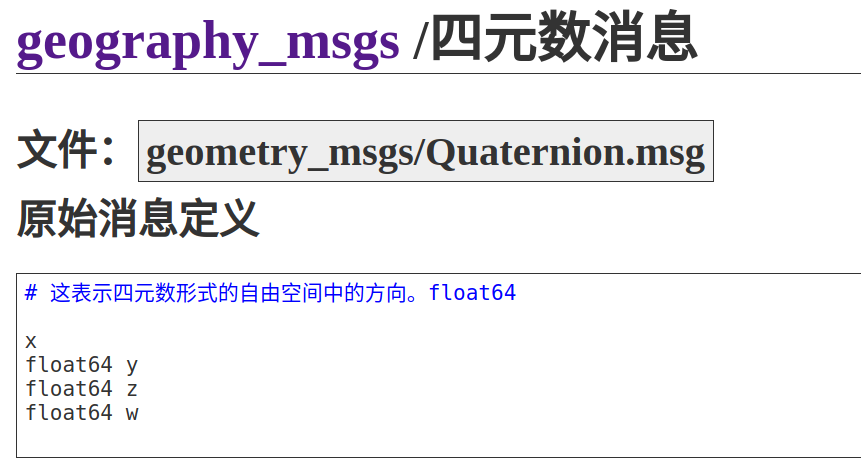 geography_msgs /四元数消息
文件：geometry_msgs/Quaternion.msg
原始消息定义
# 这表示四元数形式的自由空间中的方向。float64
x
float64 y
float64 z
float64 w